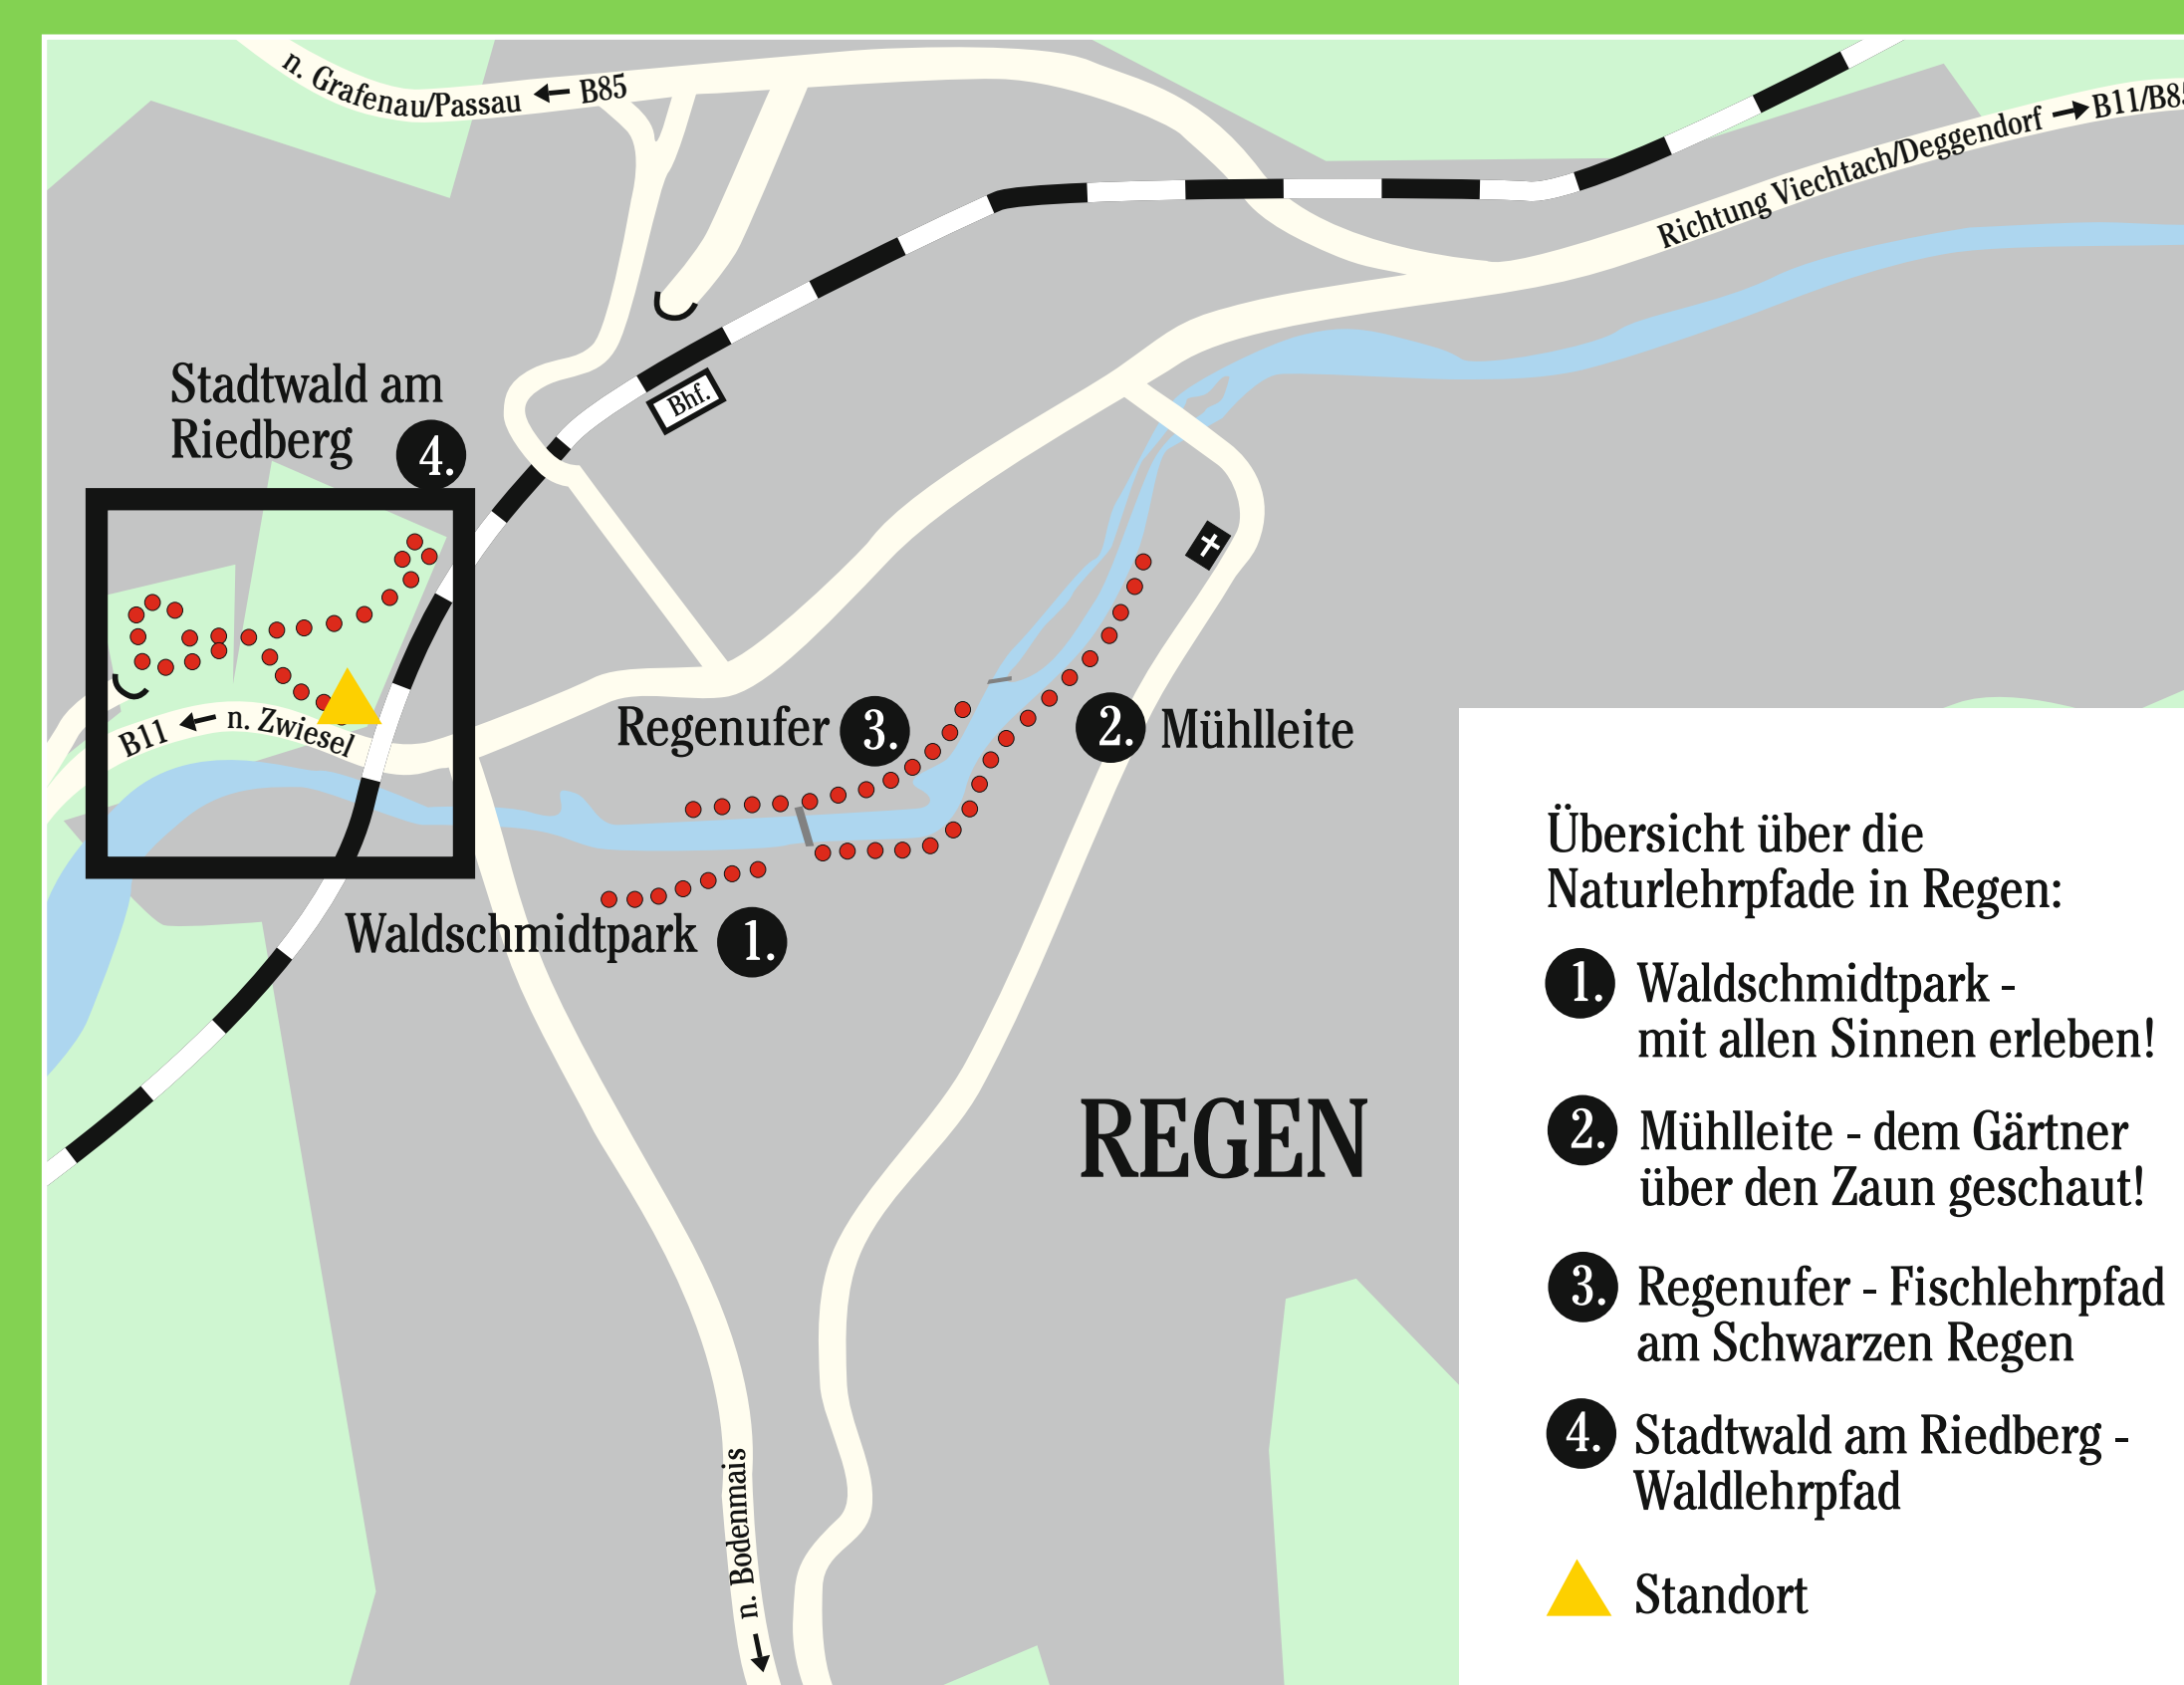 n. Grafenau/Passau ← B85
Richtung Viechtach/Deggendorf → B11/B85
Bhf.
Stadtwald am
Riedberg
4.
B11 ← n. Zwiesel
Regenufer 3.
2. Mühlleite
Waldschmidtpark 1.
REGEN
n. Bodenmais
Übersicht über die
Naturlehrpfade in Regen:
1. Waldschmidtpark -
mit allen Sinnen erleben!
2. Mühlleite - dem Gärtner
über den Zaun geschaut!
3. Regenufer - Fischlehrpfad
am Schwarzen Regen
4. Stadtwald am Riedberg -
Waldlehrpfad
Standort